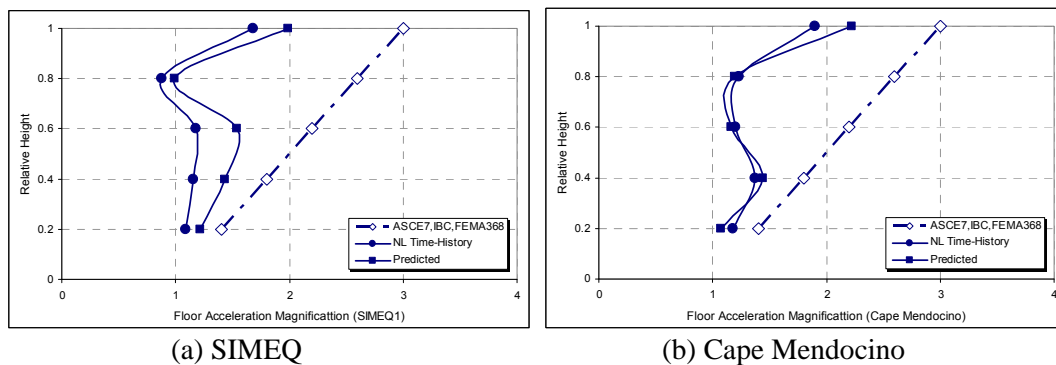 1
0.8
0.6
0.4
0.2
0
0 1 2 3 4
Relative Height
Floor Acceleration Magnificattion (SIMEQ1)
ASCE7,IBC,FEMA368
NL Time-History
Predicted
(a) SIMEQ
1
0.8
0.6
0.4
0.2
0
0 1 2 3 4
Relative Height
Floor Acceleration Magnificattion (Cape Mendocino)
ASCE7,IBC,FEMA368
NL Time-History
Predicted
(b) Cape Mendocino